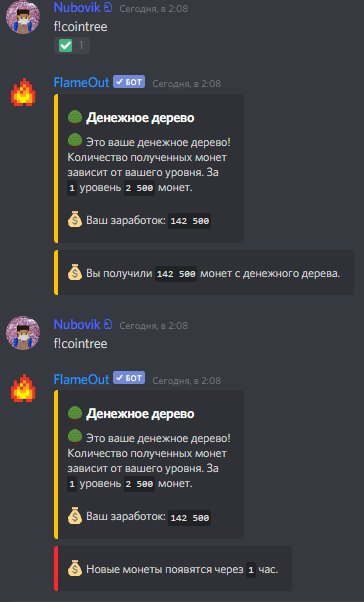 Nubovik Сегодня, в 2:08
f!cointree
1
FlameOut БОТ Сегодня, в 2:08
Денежное дерево
Это ваше денежное дерево!
Количество полученных монет
зависит от вашего уровня. За
1 уровень 2 500 монет.
Ваш заработок: 142 500
Вы получили 142 500 монет с денежного дерева.
Nubovik Сегодня, в 2:08
f!cointree
FlameOut БОТ Сегодня, в 2:08
Денежное дерево
Это ваше денежное дерево!
Количество полученных монет
зависит от вашего уровня. За
1 уровень 2 500 монет.
Ваш заработок: 142 500
Новые монеты появятся через 1 час.